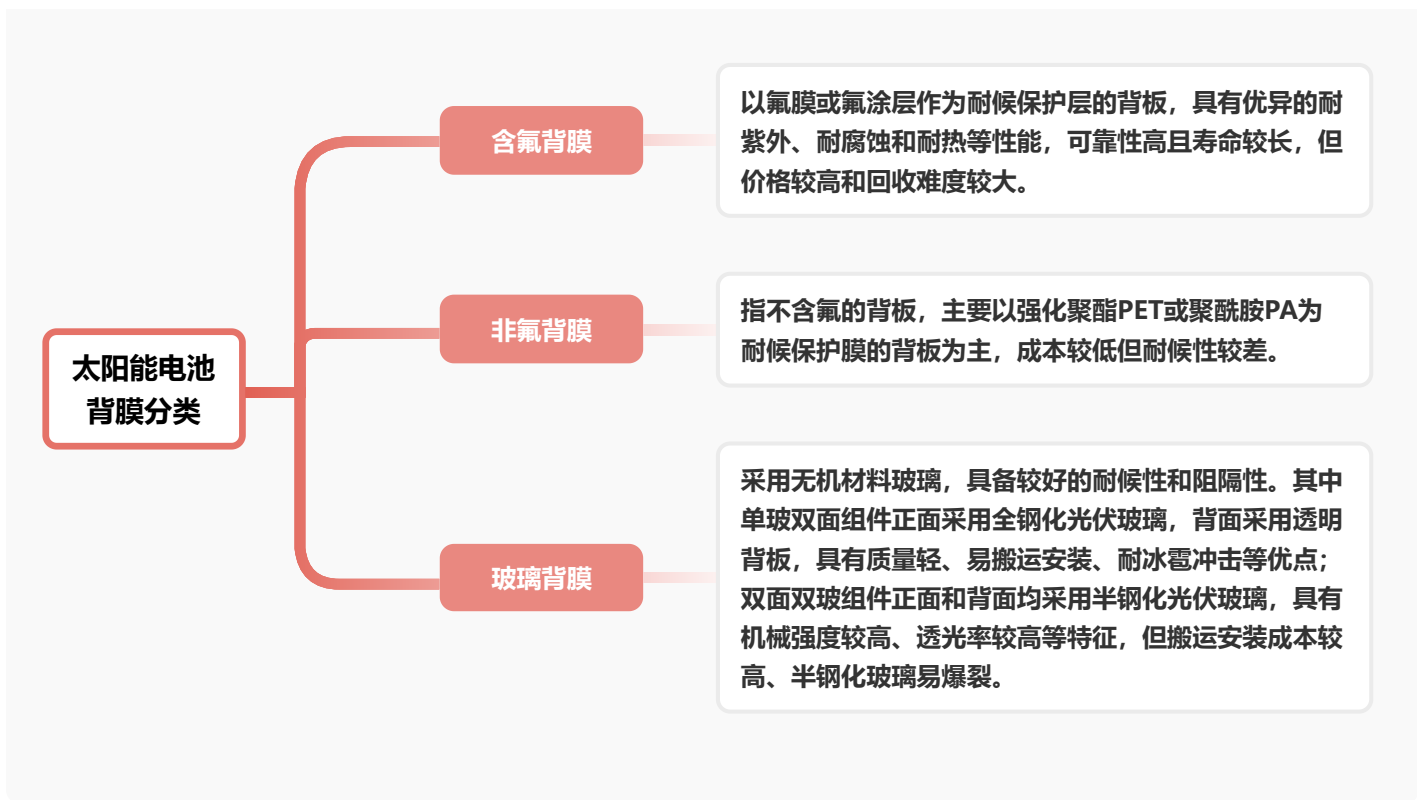 太阳能电池
背膜分类
含氟背膜
以氟膜或氟涂层作为耐候保护层的背板，具有优异的耐
紫外、耐腐蚀和耐热等性能，可靠性高且寿命较长，但
价格较高和回收难度较大。
非氟背膜
指不含氟的背板，主要以强化聚酯PET或聚酰胺PA为
耐候保护膜的背板为主，成本较低但耐候性较差。
玻璃背膜
采用无机材料玻璃，具备较好的耐候性和阻隔性。其中
单玻双面组件正面采用全钢化光伏玻璃，背面采用透明
背板，具有质量轻、易搬运安装、耐冰雹冲击等优点；
双面双玻组件正面和背面均采用半钢化光伏玻璃，具有
机械强度较高、透光率较高等特征，但搬运安装成本较
高、半钢化玻璃易爆裂。